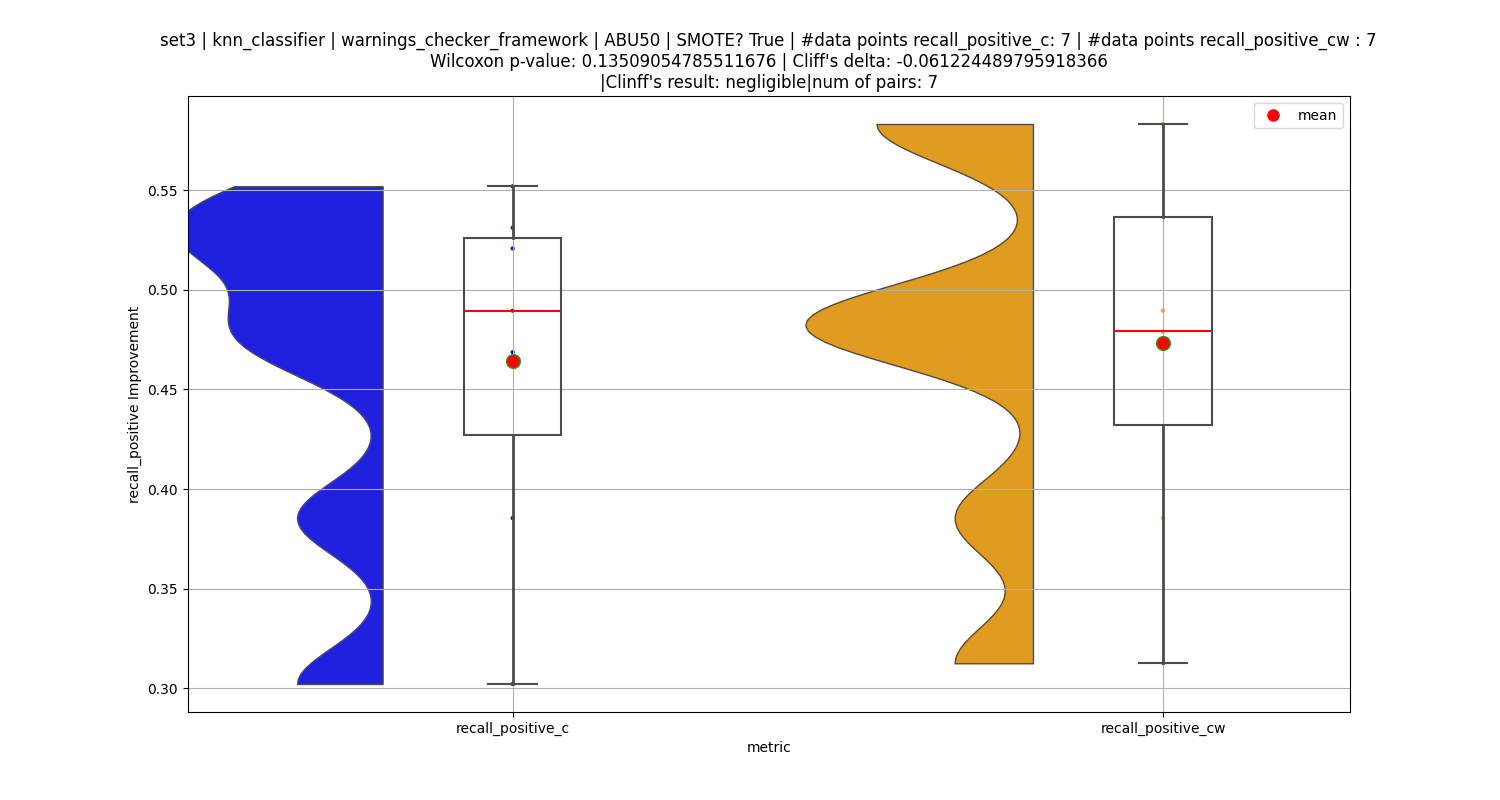 set3 | knn_classifier | warnings_checker_framework | ABU50 | SMOTE? True | #data points recall_positive_c: 7 | #data points recall_positive_cw : 7
Wilcoxon p-value: 0.13509054785511676 | Cliff's delta: -0.061224489795918366
|Clinff's result: negligible|num of pairs: 7
mean
recall_positive Improvement
0.55
0.50
0.45
0.40
0.35
0.30
recall_positive_c
recall_positive_cw
metric